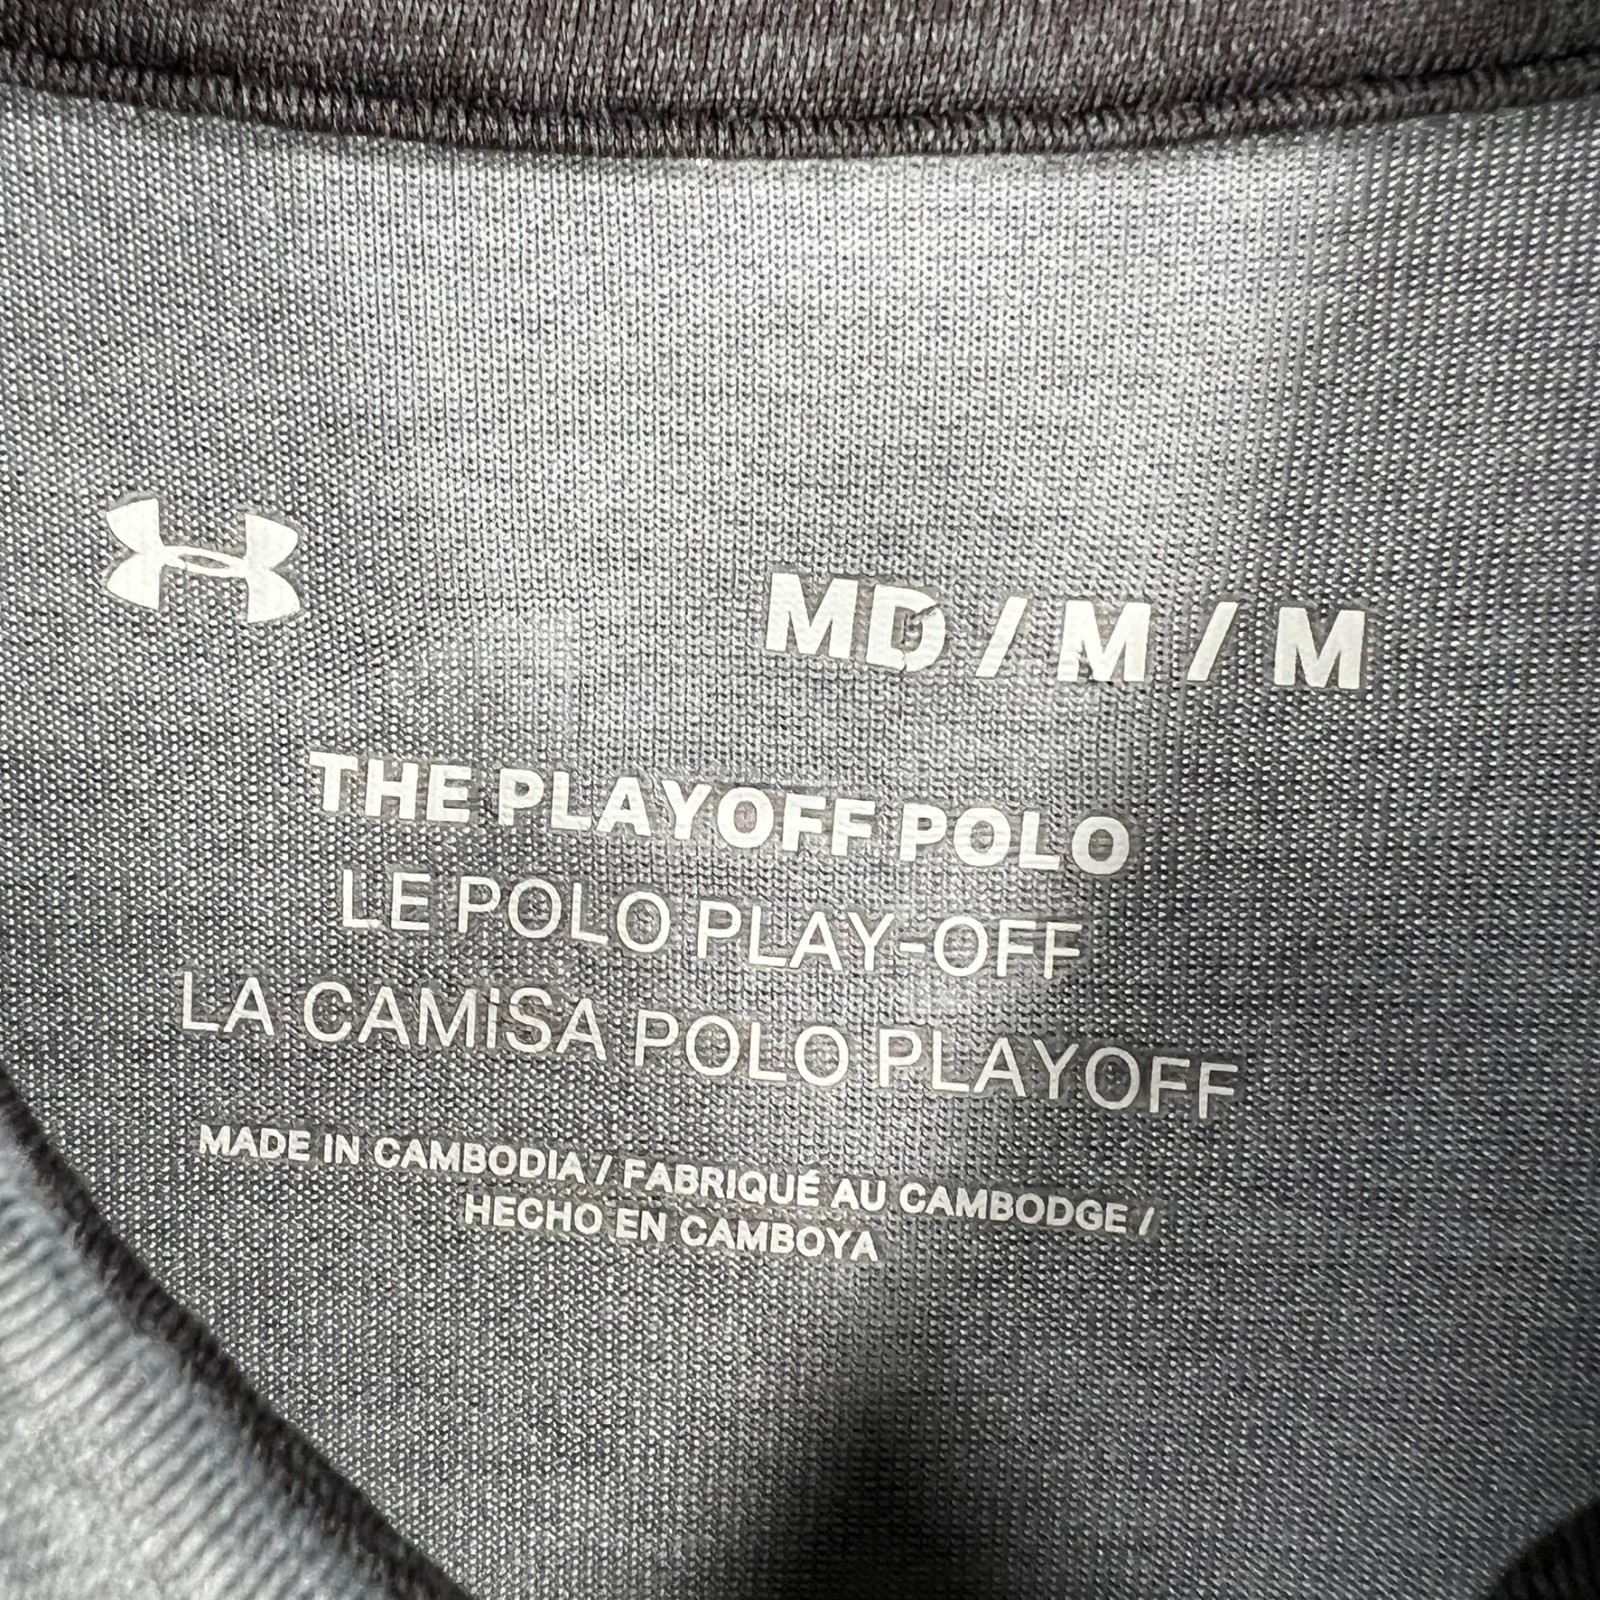 MD / M / M
THE PLAYOFF POLO
LE POLO PLAY-OFF
LA CAMiSA POLO PLAYOFF
MADE IN CAMBODIA / FABRIQUÉ AU CAMBODGE /
HECHO EN CAMBOYA